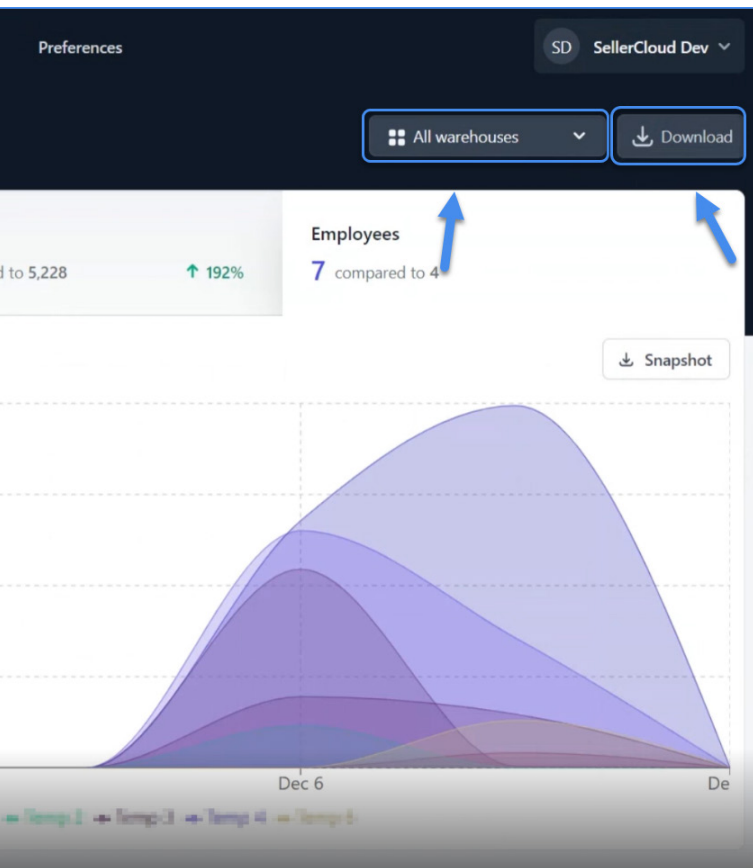 Preferences
SD SellerCloud Dev
All warehouses
Download
Employees
d to 5,228 192%
7 compared to 4
Snapshot
Dec 6
De